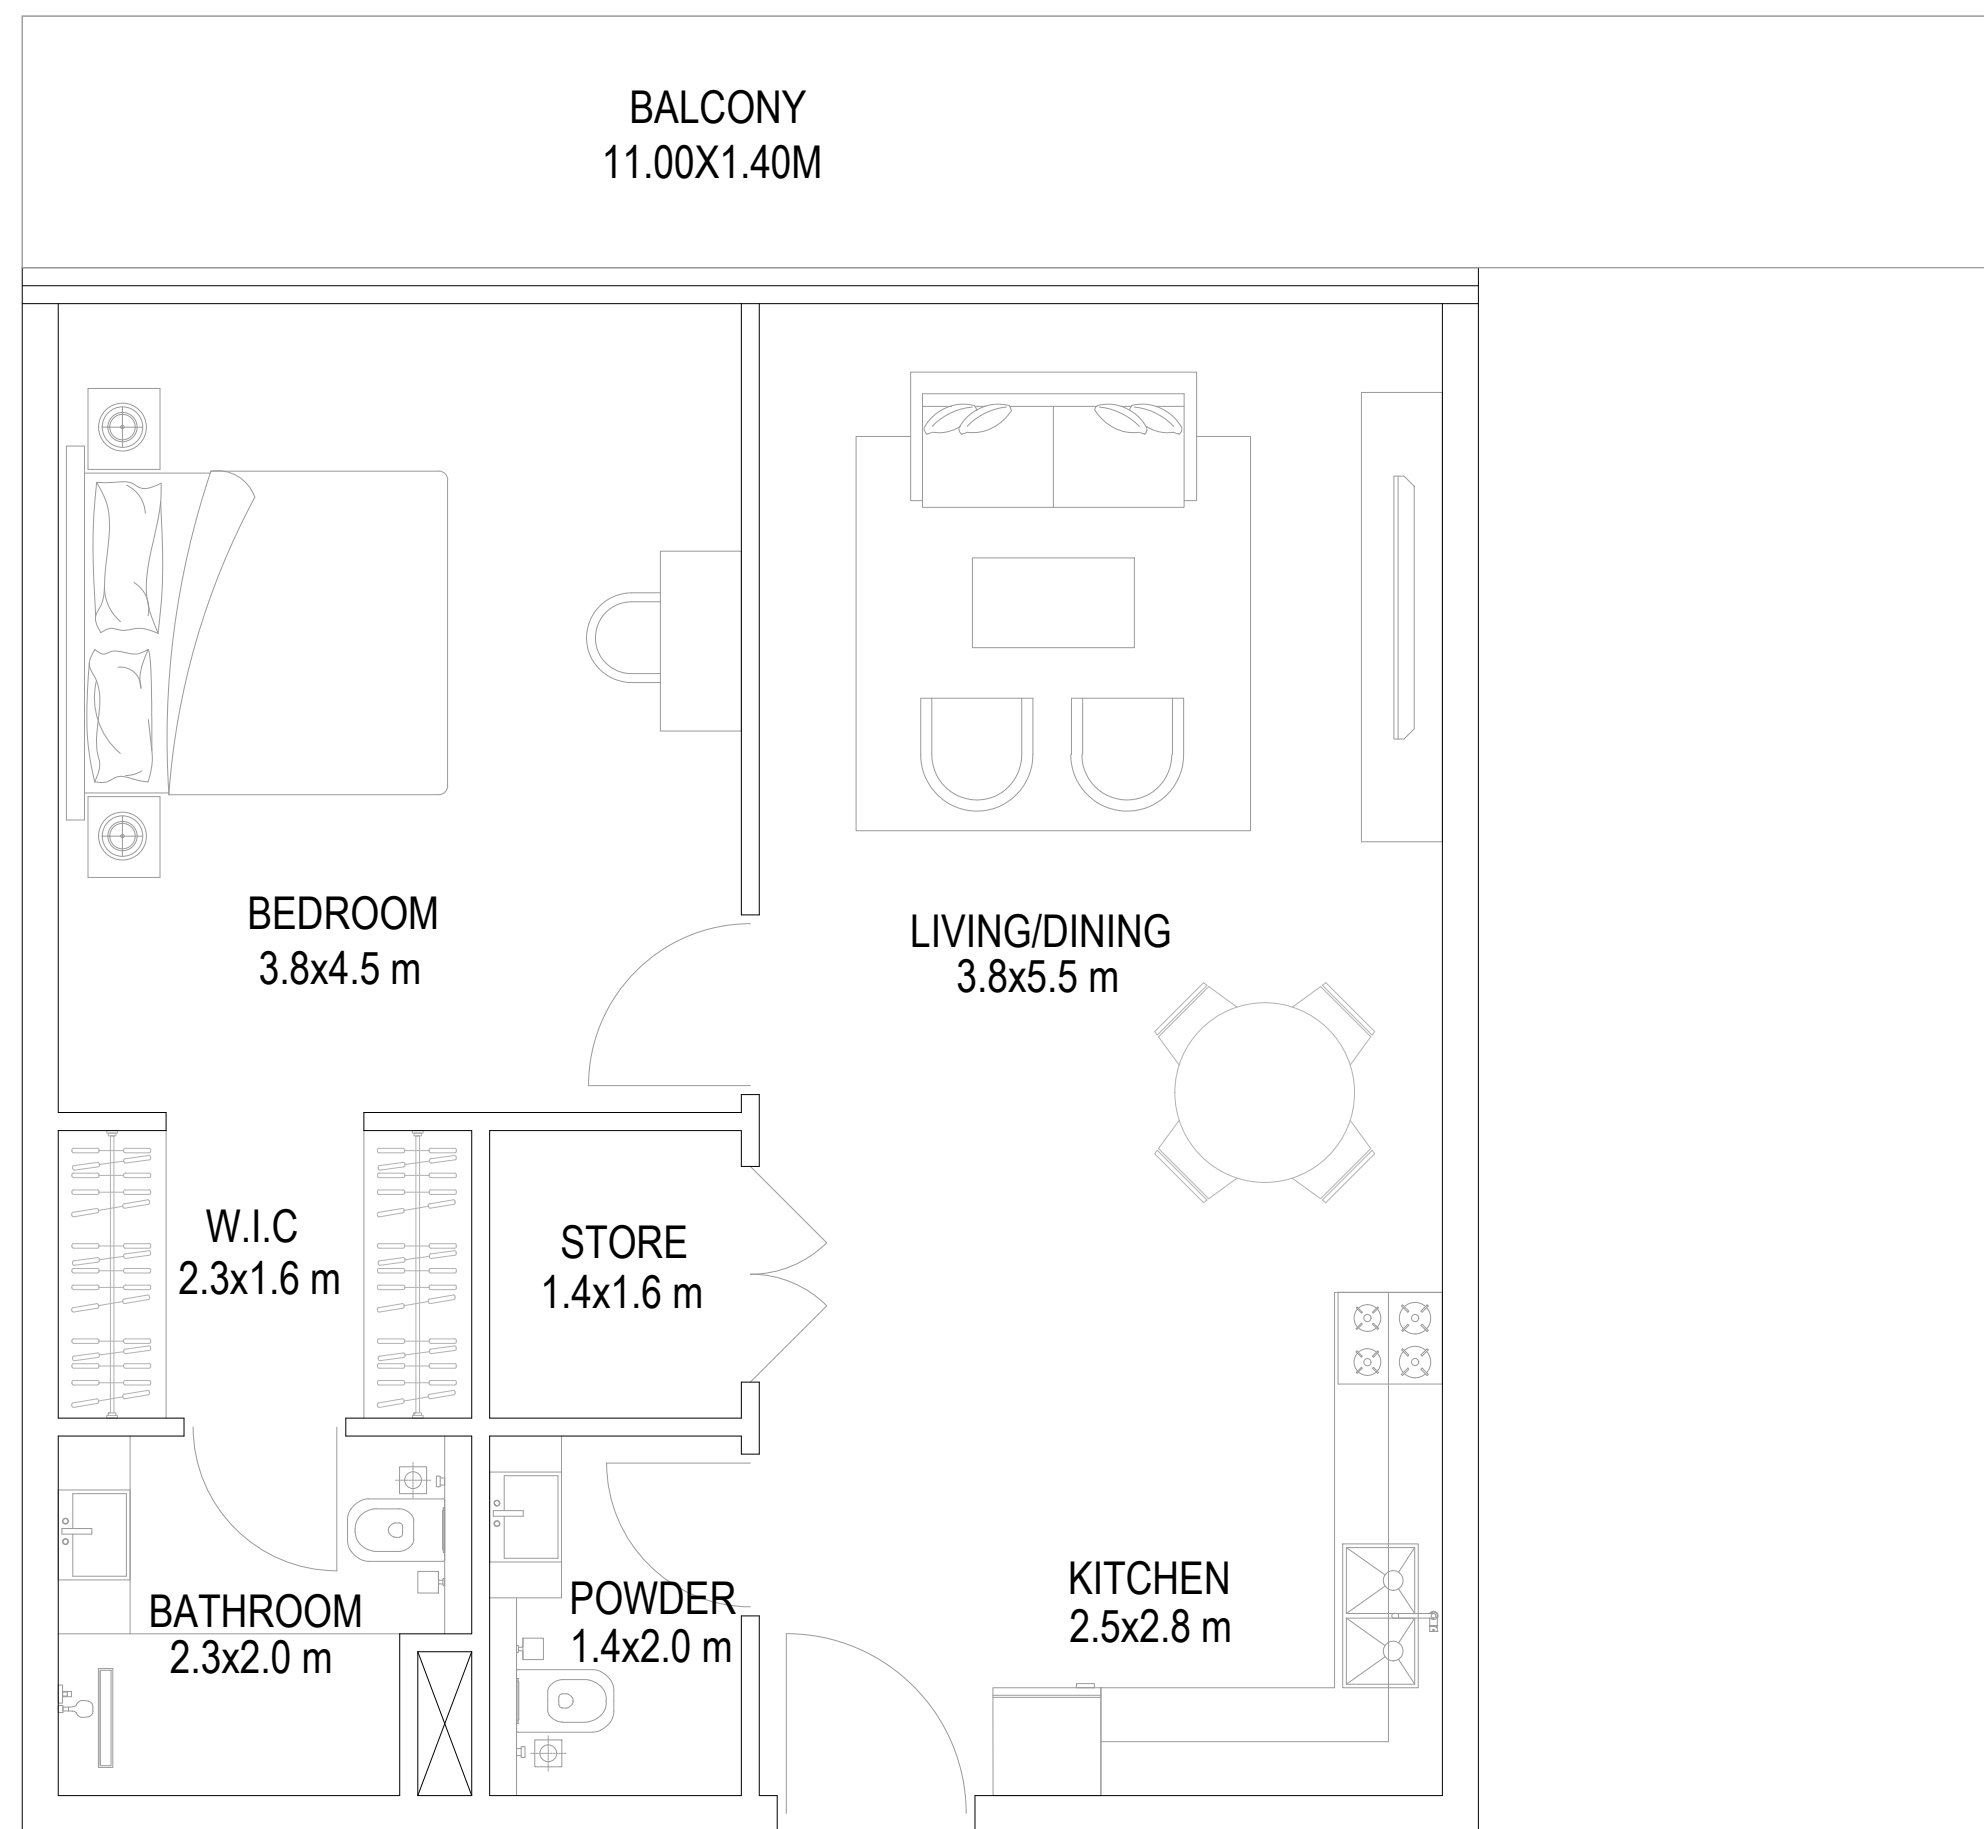 BALCONY
11.00X1.40M
BEDROOM
3.8x4.5 m
LIVING/DINING
3.8x5.5 m
W.I.C
2.3x1.6 m
STORE
1.4x1.6 m
BATHROOM
2.3x2.0 m
POWDER
1.4x2.0 m
KITCHEN
2.5x2.8 m